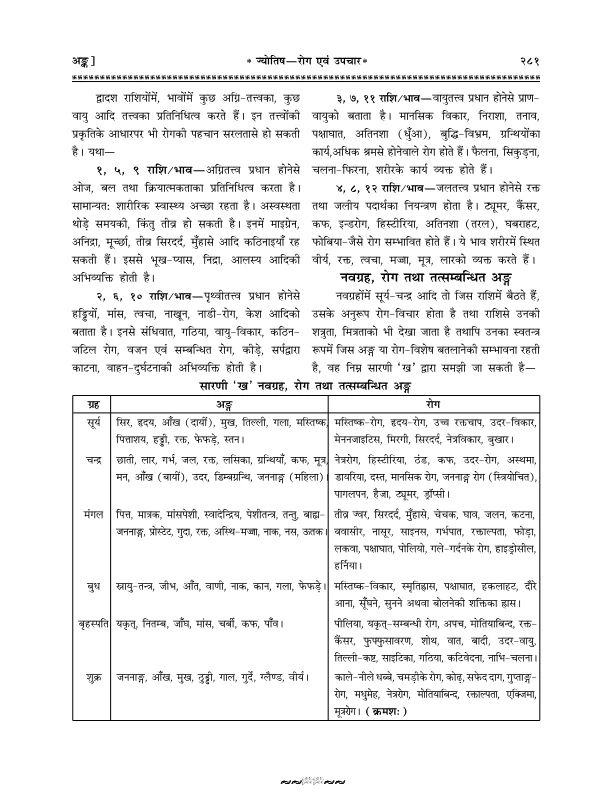 अङ्क ]
* ज्योतिष—रोग एवं उपचार*
२८१
द्वादश राशियोंमें, भावोंमें कुछ अग्नि-तत्त्वका, कुछ
वायु आदि तत्त्वका प्रतिनिधित्व करते हैं। इन तत्त्वोंकी
प्रकृतिके आधारपर भी रोगकी पहचान सरलतासे हो सकती
है। यथा—
१, ५, ९ राशि/भाव—अग्नितत्त्व प्रधान होनेसे
ओज, बल तथा क्रियात्मकताका प्रतिनिधित्व करता है।
सामान्यत: शारीरिक स्वास्थ्य अच्छा रहता है। अस्वस्थता
थोड़े समयकी, किंतु तीव्र हो सकती है। इनमें माइग्रेन,
अनिद्रा, मूर्च्छा, तीव्र सिरदर्द, मुँहासे आदि कठिनाइयाँ रह
सकती हैं। इससे भूख-प्यास, निद्रा, आलस्य आदिकी
अभिव्यक्ति होती है।
२, ६, १० राशि/भाव—पृथ्वीतत्त्व प्रधान होनेसे
हड्डियों, मांस, त्वचा, नाखून, नाडी-रोग, केश आदिको
बताता है। इनसे संधिवात, गठिया, वायु-विकार, कठिन-
जटिल रोग, वजन एवं सम्बन्धित रोग, कीड़े, सर्पद्वारा
काटना, वाहन-दुर्घटनाकी अभिव्यक्ति होती है।
३, ७, ११ राशि/भाव—वायुतत्त्व प्रधान होनेसे प्राण-
वायुको बताता है। मानसिक विकार, निराशा, तनाव,
पक्षाघात, अतिनशा (धुँआ), बुद्धि-विभ्रम, ग्रन्थियोंका
कार्य,अधिक श्रमसे होनेवाले रोग होते हैं। फैलना, सिकुड़ना,
चलना-फिरना, शरीरके कार्य व्यक्त होते हैं।
४, ८, १२ राशि/भाव—जलतत्त्व प्रधान होनेसे रक्त
तथा जलीय पदार्थका नियन्त्रण होता है। ट्यूमर, कैंसर,
कफ, इन्डरोग, हिस्टीरिया, अतिनशा (तरल), घबराहट,
फोबिया-जैसे रोग सम्भावित होते हैं। ये भाव शरीरमें स्थित
वीर्य, रक्त, त्वचा, मज्जा, मूत्र, लारको व्यक्त करते हैं।
नवग्रह, रोग तथा तत्सम्बन्धित अङ्ग
नवग्रहोंमें सूर्य-चन्द्र आदि तो जिस राशिमें बैठते हैं,
उसके अनुरूप रोग-विचार होता है तथा राशिसे उनकी
शत्रुता, मित्रताको भी देखा जाता है तथापि उनका स्वतन्त्र
रूपमें जिस अङ्ग या रोग-विशेष बतलानेकी सम्भावना रहती
है, वह निम्न सारणी ‘ख’ द्वारा समझी जा सकती है—
सारणी ‘ख’ नवग्रह, रोग तथा तत्सम्बन्धित अङ्ग
ग्रह अङ्ग रोग
सूर्य सिर, हृदय, आँख (दायीं), मुख, तिल्ली, गला, मस्तिष्क, मस्तिष्क-रोग, हृदय-रोग, उच्च रक्तचाप, उदर-विकार,
पित्ताशय, हड्डी, रक्त, फेफड़े, स्तन। मेननजाइटिस, मिरगी, सिरदर्द, नेत्रविकार, बुखार।
चन्द्र छाती, लार, गर्भ, जल, रक्त, लसिका, ग्रन्थियाँ, कफ, मूत्र, नेत्ररोग, हिस्टीरिया, ठंड, कफ, उदर-रोग, अस्थमा,
मन, आँख (बायीं), उदर, डिम्बग्रन्थि, जननाङ्ग (महिला)। डायरिया, दस्त, मानसिक रोग, जननाङ्ग रोग (स्त्रियोचित),
पागलपन, हैजा, ट्यूमर, ड्रॉप्सी।
मंगल पित्त, मात्रक, मांसपेशी, स्वादेन्द्रिय, पेशीतन्त्र, तन्तु, बाह्य- तीव्र ज्वर, सिरदर्द, मुँहासे, चेचक, घाव, जलन, कटना,
जननाङ्ग, प्रोस्टेट, गुदा, रक्त, अस्थि-मज्जा, नाक, नस, ऊतक। बवासीर, नासूर, साइनस, गर्भपात, रक्ताल्पता, फोड़ा,
लकवा, पक्षाघात, पोलियो, गले-गर्दनके रोग, हाइड्रोसील,
हर्निया।
बुध स्नायु-तन्त्र, जीभ, आँत, वाणी, नाक, कान, गला, फेफड़े। मस्तिष्क-विकार, स्मृतिह्रास, पक्षाघात, हकलाहट, दौरे
आना, सूँघने, सुनने अथवा बोलनेकी शक्तिका ह्रास।
बृहस्पति यकृत्, नितम्ब, जाँघ, मांस, चर्बी, कफ, पाँव। पीलिया, यकृत्-सम्बन्धी रोग, अपच, मोतियाबिन्द, रक्त-
कैंसर, फुफ्फुसावरण, शोथ, वात, बादी, उदर-वायु,
तिल्ली-कष्ट, साइटिका, गठिया, कटिवेदना, नाभि-चलना।
शुक्र जननाङ्ग, आँख, मुख, ठुड्डी, गाल, गुर्दे, ग्लैण्ड, वीर्य। काले-नीले धब्बे, चमड़ीके रोग, कोढ़, सफेद दाग, गुप्ताङ्ग-
रोग, मधुमेह, नेत्ररोग, मोतियाबिन्द, रक्ताल्पता, एक्जिमा,
मूत्ररोग। ( क्रमशः )